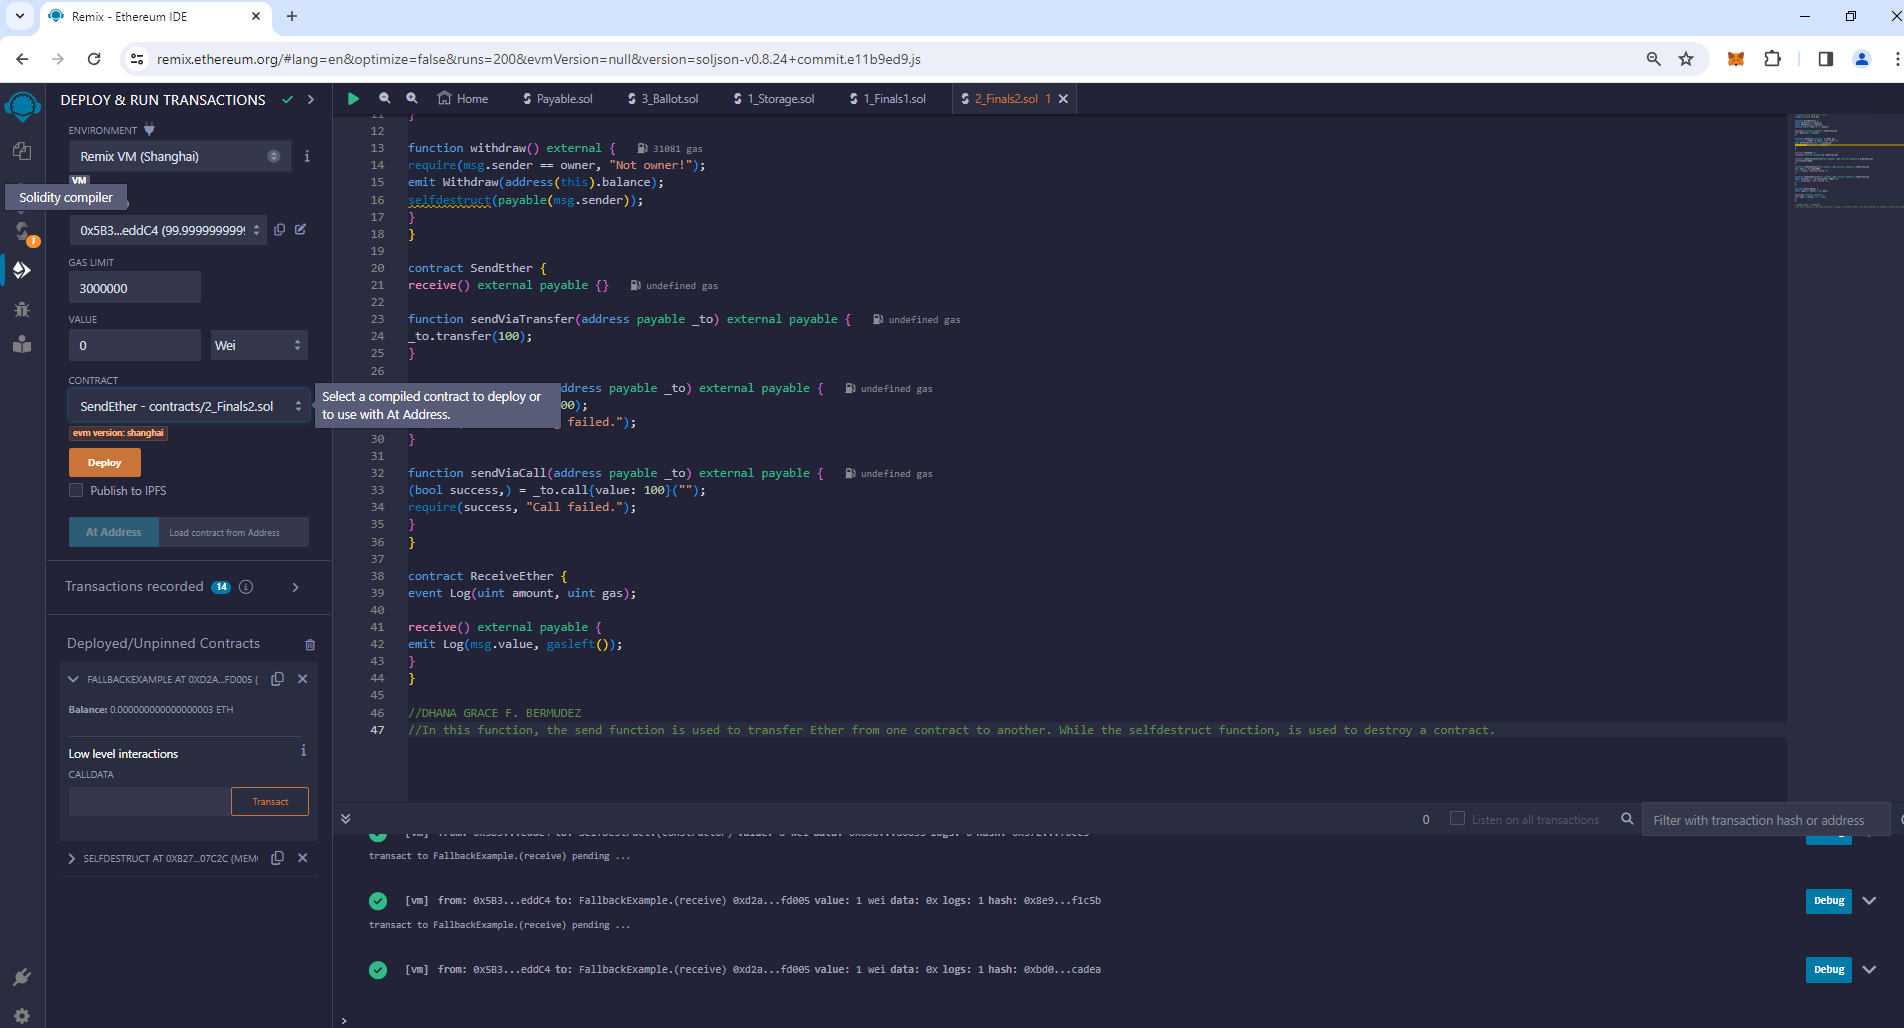 Remix - Ethereum IDE
remix.ethereum.org/#lang=en&optimize=false&runs=200&evmVersion=null&version=soljson-v0.8.24+commit.e11b9ed9.js
DEPLOY & RUN TRANSACTIONS
ENVIRONMENT
Remix VM (Shanghai)
VM
Solidity compiler
1
0x5B3...eddC4 (99.9999999999
GAS LIMIT
3000000
VALUE
0
Wei
CONTRACT
SendEther - contracts/2_Finals2.sol
Select a compiled contract to deploy or
to use with At Address.
evm version: shanghai
Deploy
Publish to IPFS
At Address
Load contract from Address
Transactions recorded 14
Deployed/Unpinned Contracts
FALLBACKEXAMPLE AT 0XD2A...FD005 (
Balance: 0.000000000000000003 ETH
Low level interactions
CALLDATA
Transact
SELFDESTRUCT AT 0XB27...07C2C (MEM
Home
Payable.sol
3_Ballot.sol
1_Storage.sol
1_Finals1.sol
2_Finals2.sol 1
11 }
12
13 function withdraw() external { 31081 gas
14 require(msg.sender == owner, "Not owner!");
15 emit Withdraw(address(this).balance);
16 selfdestruct(payable(msg.sender));
17 }
18 }
19
20 contract SendEther {
21 receive() external payable {} undefined gas
22
23 function sendViaTransfer(address payable _to) external payable { undefined gas
24 _to.transfer(100);
25 }
26
ddress payable _to) external payable { undefined gas
00);
failed.");
30 }
31
32 function sendViaCall(address payable _to) external payable { undefined gas
33 (bool success,) = _to.call{value: 100}("");
34 require(success, "Call failed.");
35 }
36 }
37
38 contract ReceiveEther {
39 event Log(uint amount, uint gas);
40
41 receive() external payable {
42 emit Log(msg.value, gasleft());
43 }
44 }
45
46 //DHANA GRACE F. BERMUDEZ
47 //In this function, the send function is used to transfer Ether from one contract to another. While the selfdestruct function, is used to destroy a contract.
0
Listen on all transactions
Filter with transaction hash or address
transact to FallbackExample.(receive) pending ...
[vm] from: 0x5B3...eddC4 to: FallbackExample.(receive) 0xd2a...fd005 value: 1 wei data: 0x logs: 1 hash: 0x8e9...f1c5b
Debug
transact to FallbackExample.(receive) pending ...
[vm] from: 0x5B3...eddC4 to: FallbackExample.(receive) 0xd2a...fd005 value: 1 wei data: 0x logs: 1 hash: 0xbd0...cadea
Debug
>